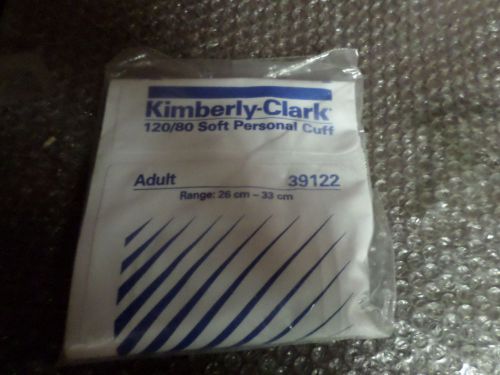 Kimberly-Clark
120/80 Soft Personal Cuff
Adult 39122
Range: 26 cm – 33 cm